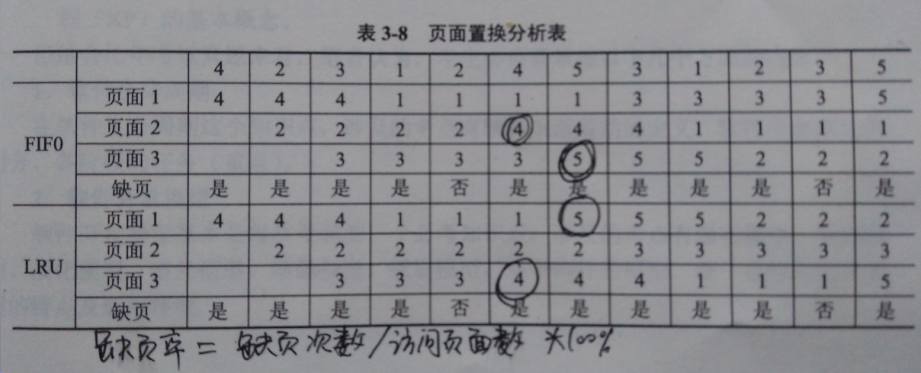 表 3-8 页面置换分析表
4 2 3 1 2 4 5 3 1 2 3 5
FIF0
页面 1 4 4 4 1 1 1 1 3 3 3 3 5
页面 2 2 2 2 2 4 4 4 1 1 1 1
页面 3 3 3 3 3 5 5 5 2 2 2
缺页 是 是 是 是 否 是 是 是 是 是 否 是
LRU
页面 1 4 4 4 1 1 1 5 5 5 2 2 2
页面 2 2 2 2 2 2 2 3 3 3 3 3
页面 3 3 3 3 4 4 4 1 1 1 5
缺页 是 是 是 是 否 是 是 是 是 是 否 是
缺页率 = 缺页次数/访问页面数 *100%